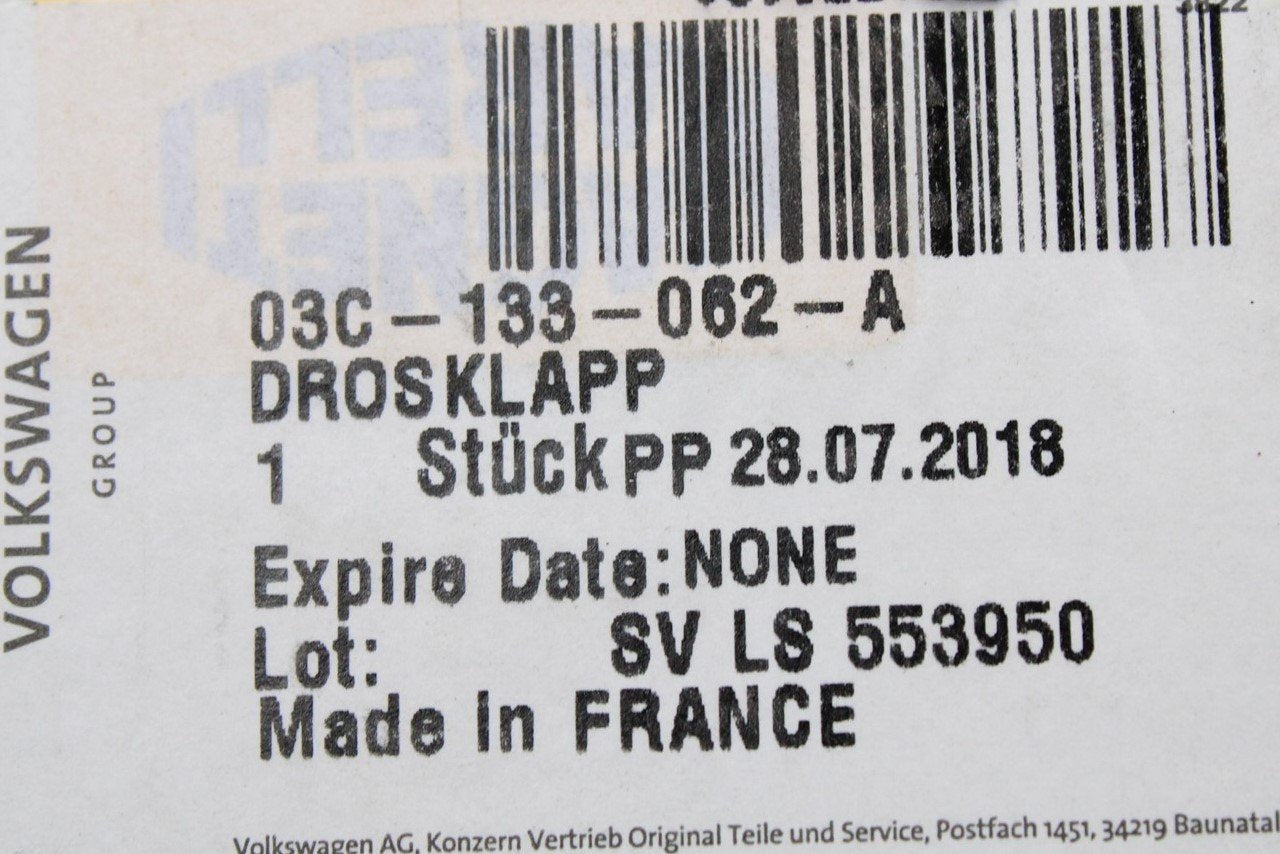 VOLKSWAGEN
GROUP
03C-133-062-A
DROSKLAPP
1 Stück PP 28.07.2018
Expire Date: NONE
Lot: SV LS 553950
Made in FRANCE
Volkswagen AG, Konzern Vertrieb Original Teile und Service, Postfach 1451, 34219 Baunatal